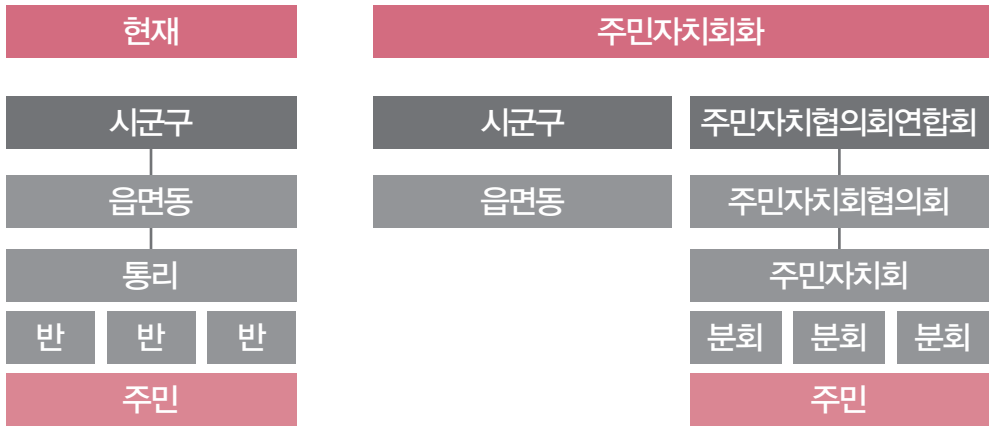 현재
시군구
읍면동
통리
반 반 반
주민
주민자치회화
시군구 주민자치협의회연합회
읍면동 주민자치회협의회
주민자치회
분회 분회 분회
주민